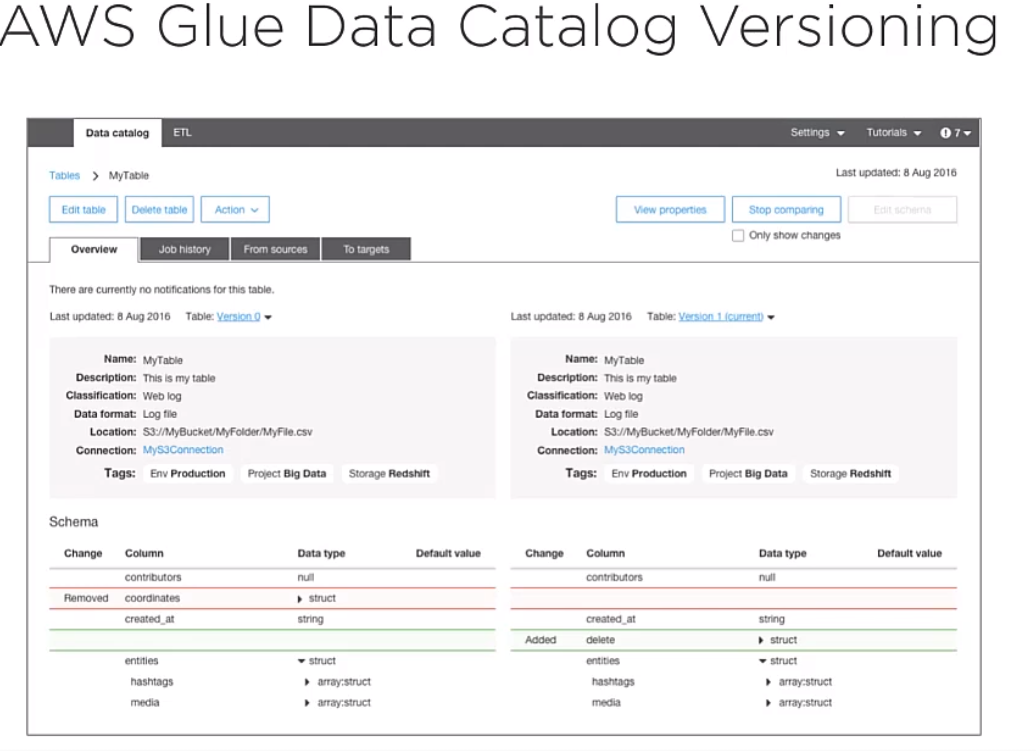 AWS Glue Data Catalog Versioning
Data catalog ETL Settings Tutorials 7
Tables > MyTable Last updated: 8 Aug 2016
Edit table Delete table Action View properties Stop comparing Edit schema
Only show changes
Overview Job history From sources To targets
There are currently no notifications for this table.
Last updated: 8 Aug 2016 Table: Version 0 Last updated: 8 Aug 2016 Table: Version 1 (current)
Name: MyTable Name: MyTable
Description: This is my table Description: This is my table
Classification: Web log Classification: Web log
Data format: Log file Data format: Log file
Location: S3://MyBucket/MyFolder/MyFile.csv Location: S3://MyBucket/MyFolder/MyFile.csv
Connection: MyS3Connection Connection: MyS3Connection
Tags: Env Production Project Big Data Storage Redshift Tags: Env Production Project Big Data Storage Redshift
Schema
Change Column Data type Default value Change Column Data type Default value
contributors null contributors null
Removed coordinates struct
created_at string created_at string
Added delete struct
entities struct entities struct
hashtags array:struct hashtags array:struct
media array:struct media array:struct